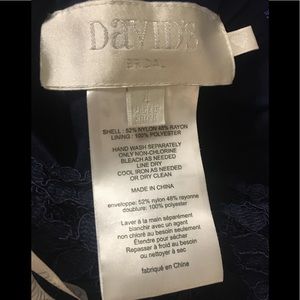 DAVID'S
BRIDAL
4
SHELL : 52% NYLON 48% RAYON
LINING : 100% POLYESTER
HAND WASH SEPARATELY
ONLY NON-CHLORINE
BLEACH AS NEEDED
LINE DRY
COOL IRON AS NEEDED
OR DRY CLEAN
MADE IN CHINA
enveloppe: 52% nylon 48% rayonne
doublure: 100% polyester
Laver à la main séparément
blanchir avec un agent
non chloré au besoin seulement
Étendre pour sécher
Repasser à froid au besoin
ou nettoyer à sec
fabriqué en China